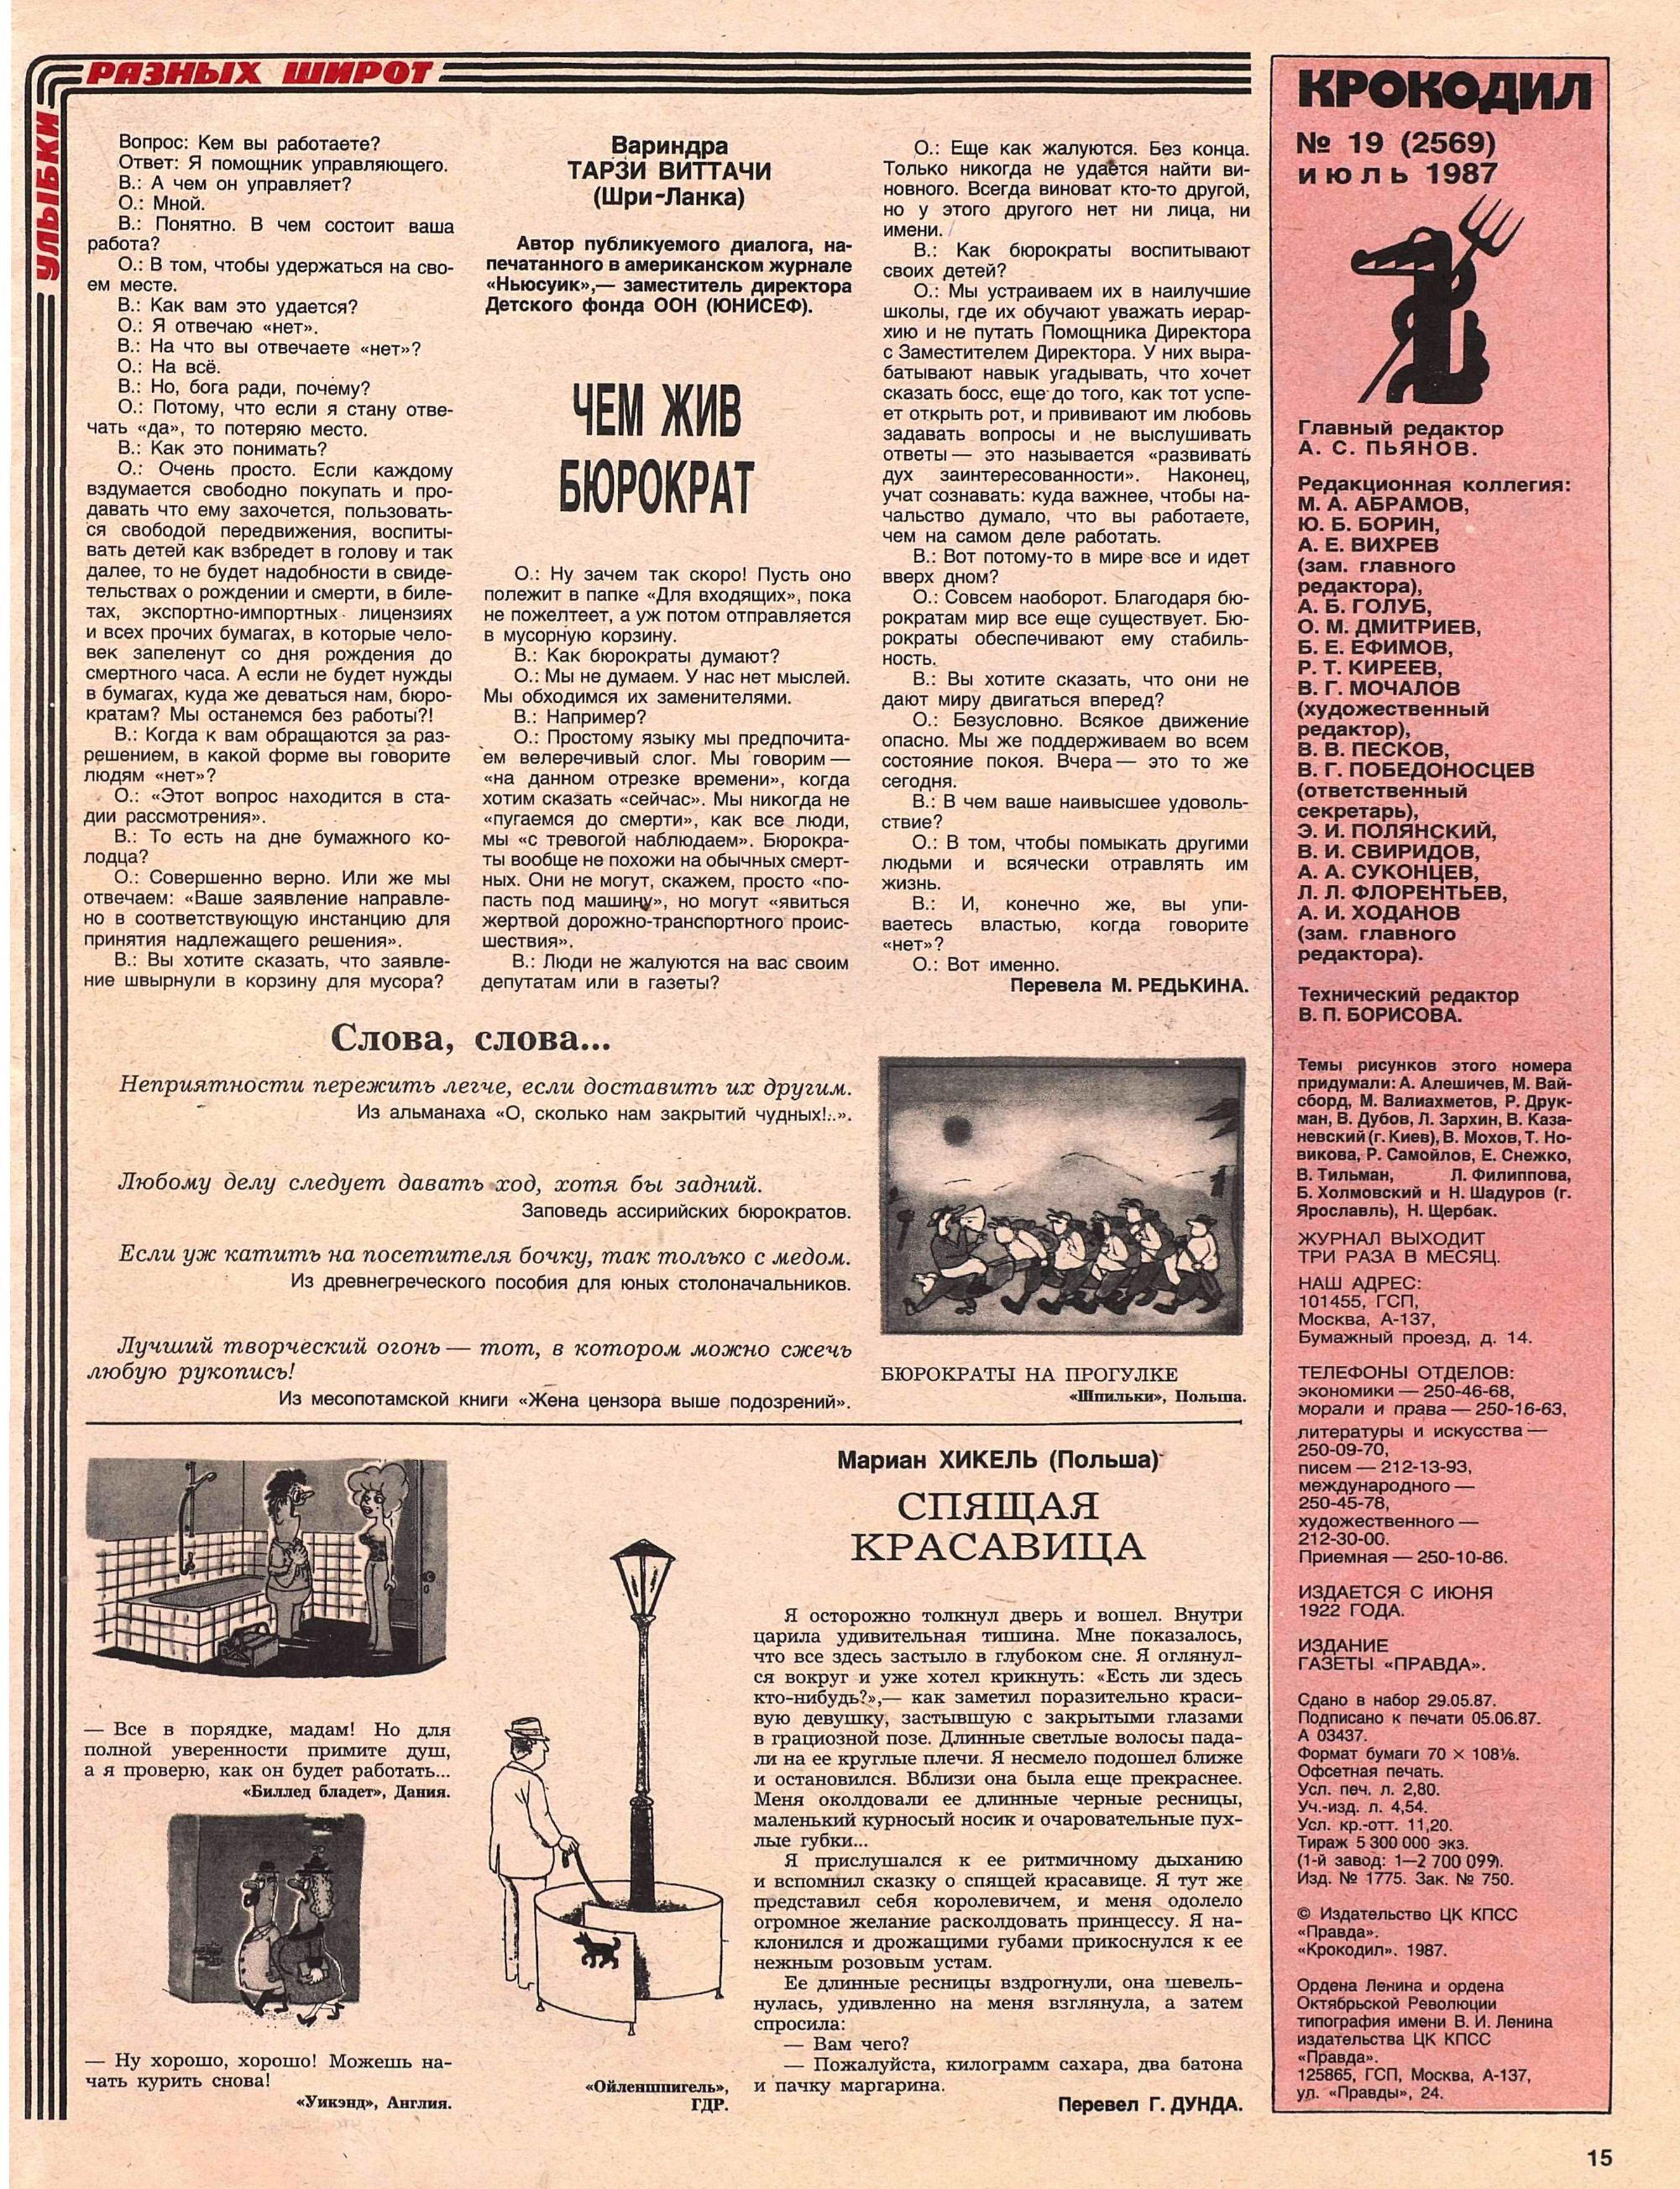 УЛЫБКИ
РАЗНЫХ ШИРОТ
Вопрос: Кем вы работаете?
Ответ: Я помощник управляющего.
В.: А чем он управляет?
О.: Мной.
В.: Понятно. В чем состоит ваша
работа?
О.: В том, чтобы удержаться на сво-
ем месте.
В.: Как вам это удается?
О.: Я отвечаю «нет».
В.: На что вы отвечаете «нет»?
О.: На всё.
В.: Но, бога ради, почему?
О.: Потому, что если я стану отве-
чать «да», то потеряю место.
В.: Как это понимать?
О.: Очень просто. Если каждому
вздумается свободно покупать и про-
давать что ему захочется, пользовать-
ся свободой передвижения, воспиты-
вать детей как взбредет в голову и так
далее, то не будет надобности в свиде-
тельствах о рождении и смерти, в биле-
тах, экспортно-импортных лицензиях
и всех прочих бумагах, в которые чело-
век запеленут со дня рождения до
смертного часа. А если не будет нужды
в бумагах, куда же деваться нам, бюро-
кратам? Мы останемся без работы?!
В.: Когда к вам обращаются за раз-
решением, в какой форме вы говорите
людям «нет»?
О.: «Этот вопрос находится в ста-
дии рассмотрения».
В.: То есть на дне бумажного ко-
лодца?
О.: Совершенно верно. Или же мы
отвечаем: «Ваше заявление направле-
но в соответствующую инстанцию для
принятия надлежащего решения».
В.: Вы хотите сказать, что заявле-
ние швырнули в корзину для мусора?
Вариндра
ТАРЗИ ВИТТАЧИ
(Шри-Ланка)
Автор публикуемого диалога, на-
печатанного в американском журнале
«Ньюсуик»,— заместитель директора
Детского фонда ООН (ЮНИСЕФ).
ЧЕМ ЖИВ
БЮРОКРАТ
О.: Ну зачем так скоро! Пусть оно
полежит в папке «Для входящих», пока
не пожелтеет, а уж потом отправляется
в мусорную корзину.
В.: Как бюрократы думают?
О.: Мы не думаем. У нас нет мыслей.
Мы обходимся их заменителями.
В.: Например?
О.: Простому языку мы предпочита-
ем велеречивый слог. Мы говорим —
«на данном отрезке времени», когда
хотим сказать «сейчас». Мы никогда не
«пугаемся до смерти», как все люди,
мы «с тревогой наблюдаем». Бюрокра-
ты вообще не похожи на обычных смерт-
ных. Они не могут, скажем, просто «по-
пасть под машину», но могут «явиться
жертвой дорожно-транспортного проис-
шествия».
В.: Люди не жалуются на вас своим
депутатам или в газеты?
О.: Еще как жалуются. Без конца.
Только никогда не удается найти ви-
новного. Всегда виноват кто-то другой,
но у этого другого нет ни лица, ни
имени.
В.: Как бюрократы воспитывают
своих детей?
О.: Мы устраиваем их в наилучшие
школы, где их обучают уважать иерар-
хию и не путать Помощника Директора
с Заместителем Директора. У них выра-
батывают навык угадывать, что хочет
сказать босс, еще до того, как тот успе-
ет открыть рот, и прививают им любовь
задавать вопросы и не выслушивать
ответы — это называется «развивать
дух заинтересованности». Наконец,
учат сознавать: куда важнее, чтобы на-
чальство думало, что вы работаете,
чем на самом деле работать.
В.: Вот потому-то в мире все и идет
вверх дном?
О.: Совсем наоборот. Благодаря бю-
рократам мир все еще существует. Бю-
рократы обеспечивают ему стабиль-
ность.
В.: Вы хотите сказать, что они не
дают миру двигаться вперед?
О.: Безусловно. Всякое движение
опасно. Мы же поддерживаем во всем
состояние покоя. Вчера — это то же
сегодня.
В.: В чем ваше наивысшее удоволь-
ствие?
О.: В том, чтобы помыкать другими
людьми и всячески отравлять им
жизнь.
В.: И, конечно же, вы упи-
ваетесь властью, когда говорите
«нет»?
О.: Вот именно.
Перевела М. РЕДЬКИНА.
Слова, слова...
Неприятности пережить легче, если доставить их другим.
Из альманаха «О, сколько нам закрытий чудных!..».
Любому делу следует давать ход, хотя бы задний.
Заповедь ассирийских бюрократов.
Если уж катить на посетителя бочку, так только с медом.
Из древнегреческого пособия для юных столоначальников.
Лучший творческий огонь — тот, в котором можно сжечь
любую рукопись!
Из месопотамской книги «Жена цензора выше подозрений».
БЮРОКРАТЫ НА ПРОГУЛКЕ
«Шпильки», Польша.
— Все в порядке, мадам! Но для
полной уверенности примите душ,
а я проверю, как он будет работать...
«Биллед бладет», Дания.
— Ну хорошо, хорошо! Можешь на-
чать курить снова!
«Уикэнд», Англия.
«Ойленшпигель»,
ГДР.
Мариан ХИКЕЛЬ (Польша)
СПЯЩАЯ
КРАСАВИЦА
Я осторожно толкнул дверь и вошел. Внутри
царила удивительная тишина. Мне показалось,
что все здесь застыло в глубоком сне. Я оглянул-
ся вокруг и уже хотел крикнуть: «Есть ли здесь
кто-нибудь?»,— как заметил поразительно краси-
вую девушку, застывшую с закрытыми глазами
в грациозной позе. Длинные светлые волосы пада-
ли на ее круглые плечи. Я несмело подошел ближе
и остановился. Вблизи она была еще прекраснее.
Меня околдовали ее длинные черные ресницы,
маленький курносый носик и очаровательные пух-
лые губки...
Я прислушался к ее ритмичному дыханию
и вспомнил сказку о спящей красавице. Я тут же
представил себя королевичем, и меня одолело
огромное желание расколдовать принцессу. Я на-
клонился и дрожащими губами прикоснулся к ее
нежным розовым устам.
Ее длинные ресницы вздрогнули, она шевель-
нулась, удивленно на меня взглянула, а затем
спросила:
— Вам чего?
— Пожалуйста, килограмм сахара, два батона
и пачку маргарина.
Перевел Г. ДУНДА.
КРОКОДИЛ
№ 19 (2569)
июль 1987
Главный редактор
А. С. ПЬЯНОВ.
Редакционная коллегия:
М. А. АБРАМОВ,
Ю. Б. БОРИН,
А. Е. ВИХРЕВ
(зам. главного
редактора),
А. Б. ГОЛУБ,
О. М. ДМИТРИЕВ,
Б. Е. ЕФИМОВ,
Р. Т. КИРЕЕВ,
В. Г. МОЧАЛОВ
(художественный
редактор),
В. В. ПЕСКОВ,
В. Г. ПОБЕДОНОСЦЕВ
(ответственный
секретарь),
Э. И. ПОЛЯНСКИЙ,
В. И. СВИРИДОВ,
А. А. СУКОНЦЕВ,
Л. Л. ФЛОРЕНТЬЕВ,
А. И. ХОДАНОВ
(зам. главного
редактора).
Технический редактор
В. П. БОРИСОВА.
Темы рисунков этого номера
придумали: А. Алешичев, М. Вай-
сборд, М. Валиахметов, Р. Друк-
ман, В. Дубов, Л. Зархин, В. Каза-
невский (г. Киев), В. Мохов, Т. Но-
викова, Р. Самойлов, Е. Снежко,
В. Тильман, Л. Филиппова,
Б. Холмовский и Н. Шадуров (г.
Ярославль), Н. Щербак.
ЖУРНАЛ ВЫХОДИТ
ТРИ РАЗА В МЕСЯЦ.
НАШ АДРЕС:
101455, ГСП,
Москва, А-137,
Бумажный проезд, д. 14.
ТЕЛЕФОНЫ ОТДЕЛОВ:
экономики — 250-46-68,
морали и права — 250-16-63,
литературы и искусства —
250-09-70,
писем — 212-13-93,
международного —
250-45-78,
художественного —
212-30-00.
Приемная — 250-10-86.
ИЗДАЕТСЯ С ИЮНЯ
1922 ГОДА.
ИЗДАНИЕ
ГАЗЕТЫ «ПРАВДА».
Сдано в набор 29.05.87.
Подписано к печати 05.06.87.
А 03437.
Формат бумаги 70 × 108⅛.
Офсетная печать.
Усл. печ. л. 2,80.
Уч.-изд. л. 4,54.
Усл. кр.-отт. 11,20.
Тираж 5 300 000 экз.
(1-й завод: 1—2 700 099).
Изд. № 1775. Зак. № 750.
© Издательство ЦК КПСС
«Правда».
«Крокодил». 1987.
Ордена Ленина и ордена
Октябрьской Революции
типография имени В. И. Ленина
издательства ЦК КПСС
«Правда».
125865, ГСП, Москва, А-137,
ул. «Правды», 24.
15